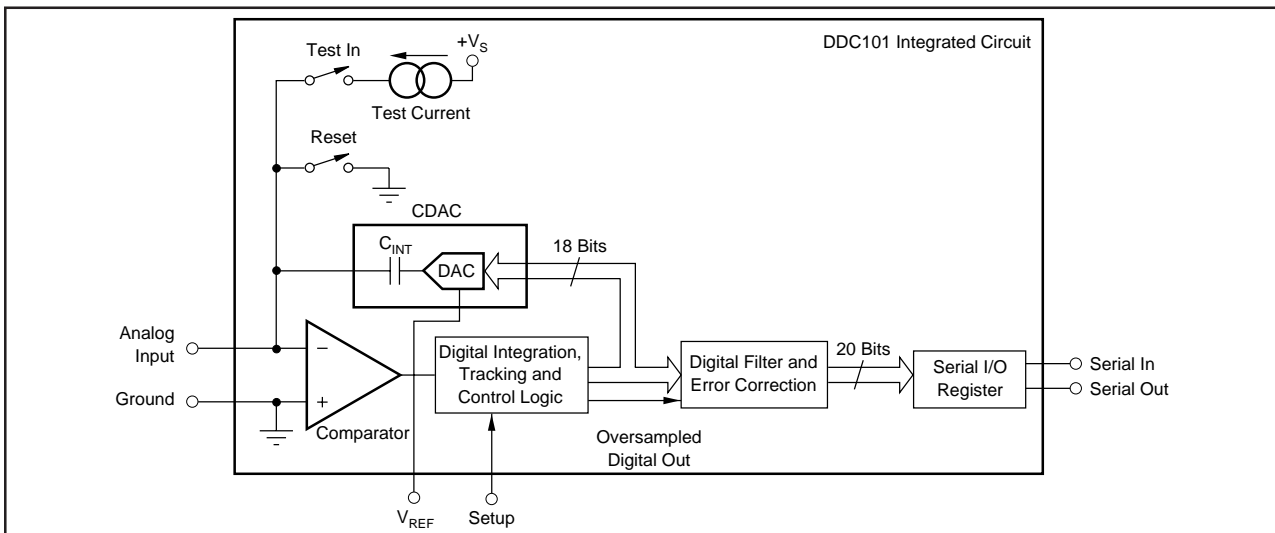 DDC101 Integrated Circuit
+VS
Test In
Test Current
Reset
CDAC
CINT
DAC
18 Bits
Analog
Input
−
Digital Integration,
Tracking and
Control Logic
Digital Filter and
Error Correction
20 Bits
Serial I/O
Register
Serial In
Serial Out
Ground
+
Comparator
Oversampled
Digital Out
VREF
Setup